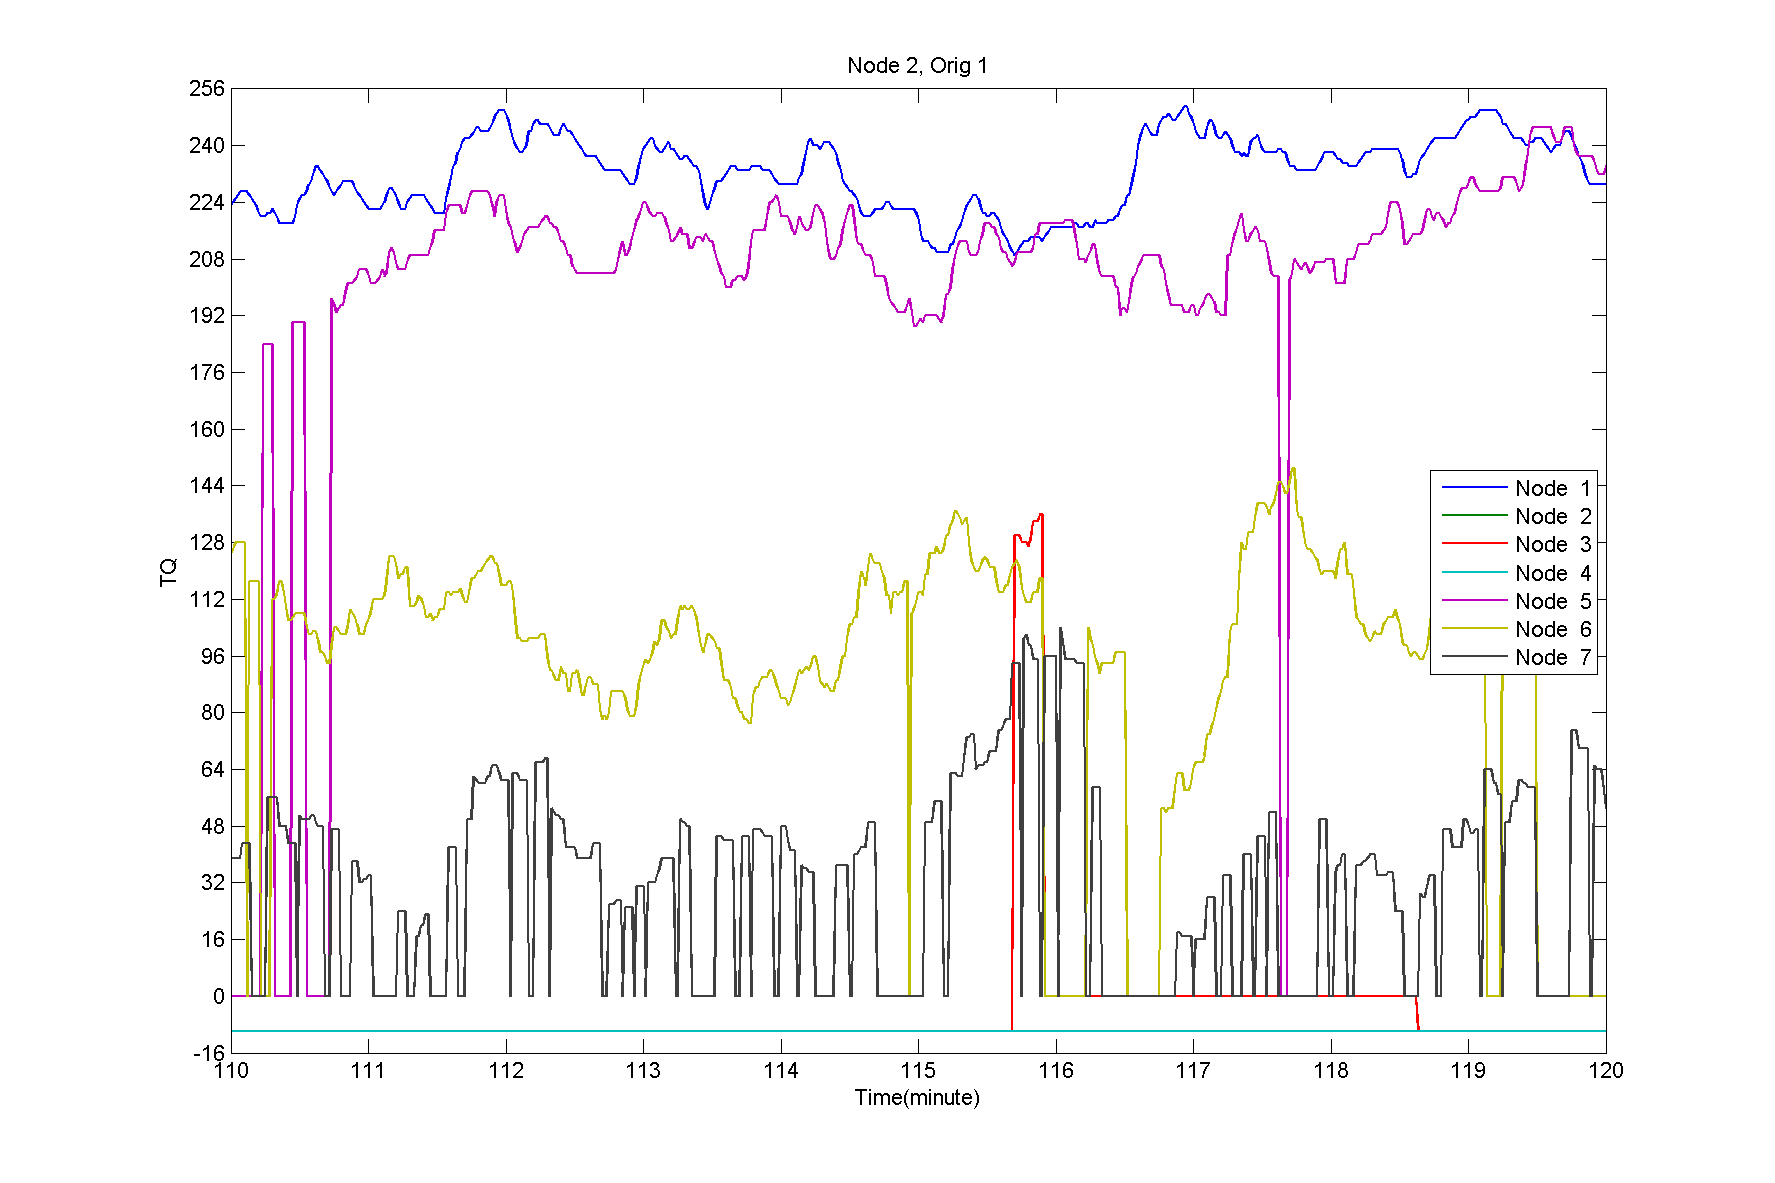 Node 2, Orig 1
256
240
224
208
192
176
160
144
128
112
96
80
64
48
32
16
0
-16
TQ
Node 1
Node 2
Node 3
Node 4
Node 5
Node 6
Node 7
110 111 112 113 114 115 116 117 118 119 120
Time(minute)